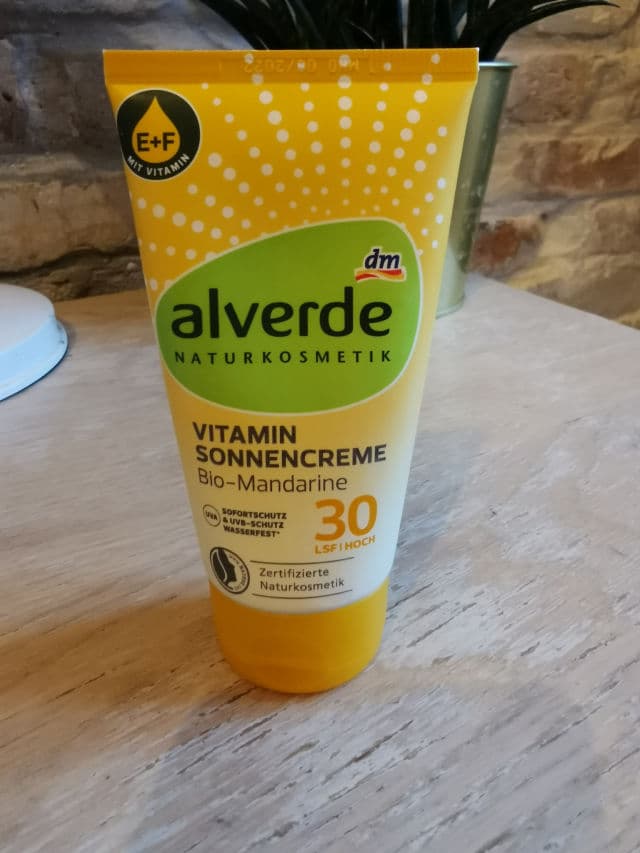 E+F
MIT VITAMIN
dm
alverde
NATURKOSMETIK
VITAMIN
SONNENCREME
Bio-Mandarine
UVA
SOFORTSCHUTZ
& UVB-SCHUTZ
WASSERFEST*
30
LSF | HOCH
Zertifizierte
Naturkosmetik